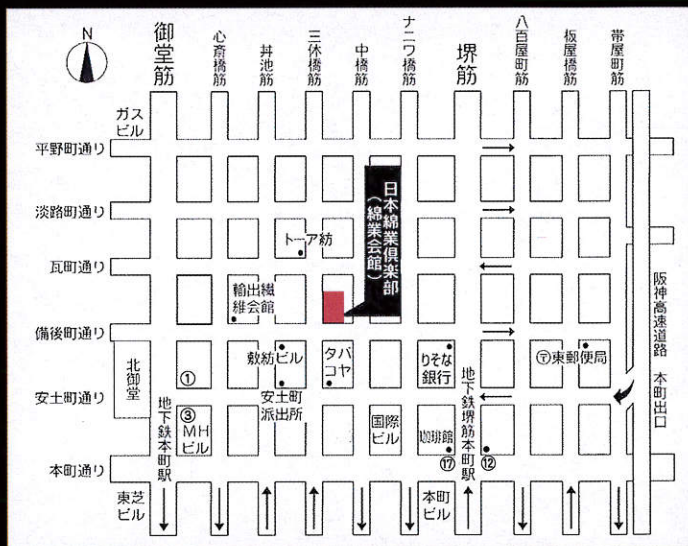 N
御堂筋
心斎橋筋
丼池筋
三休橋筋
中橋筋
ナニワ橋筋
堺筋
八百屋町筋
板屋橋筋
帯屋町筋
ガス
ビル
平野町通り
淡路町通り
日本綿業倶楽部
(綿業会館)
トーア紡
瓦町通り
輸出繊
維会館
阪神高速道路 本町出口
備後町通り
敷紡ビル
タバ
コヤ
りそな
銀行
〒東郵便局
北御堂
①
安土町通り
安土町
派出所
地下鉄本町駅
③
MH
ビル
国際
ビル
珈琲館
地下鉄堺筋本町駅
⑰
⑫
本町通り
東芝
ビル
本町
ビル